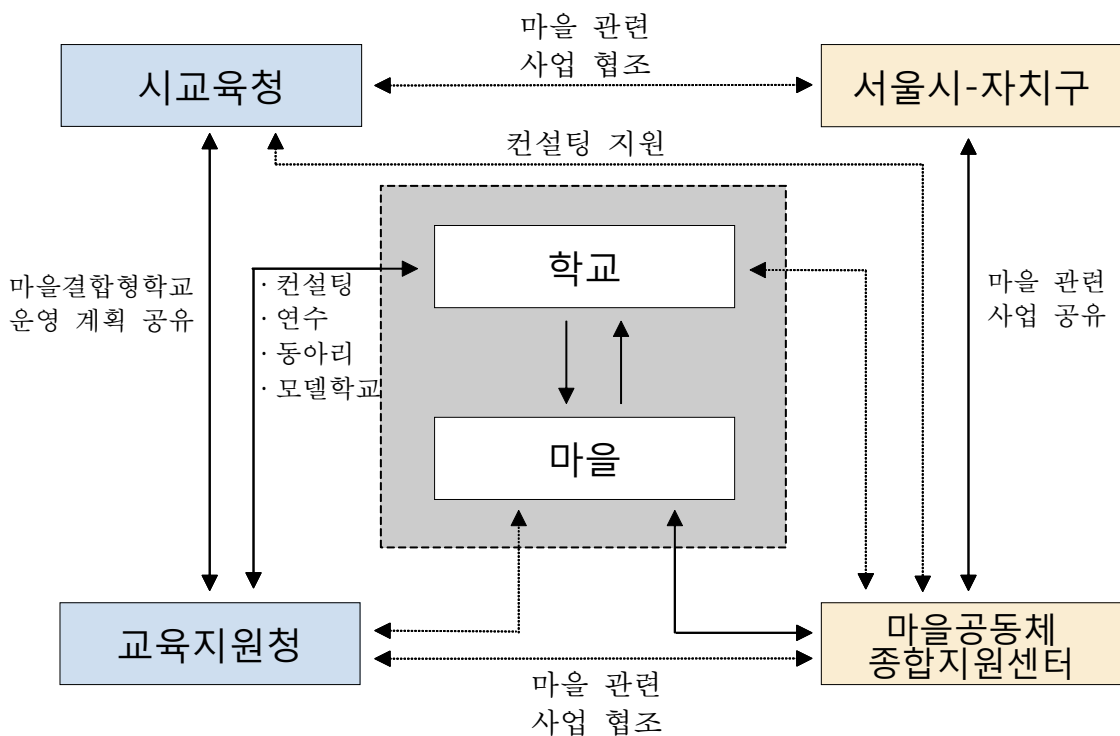 마을 관련
사업 협조
시교육청
서울시-자치구
컨설팅 지원
학교
마을결합형학교
운영 계획 공유
· 컨설팅
· 연수
· 동아리
· 모델학교
마을 관련
사업 공유
마을
교육지원청
마을공동체
종합지원센터
마을 관련
사업 협조